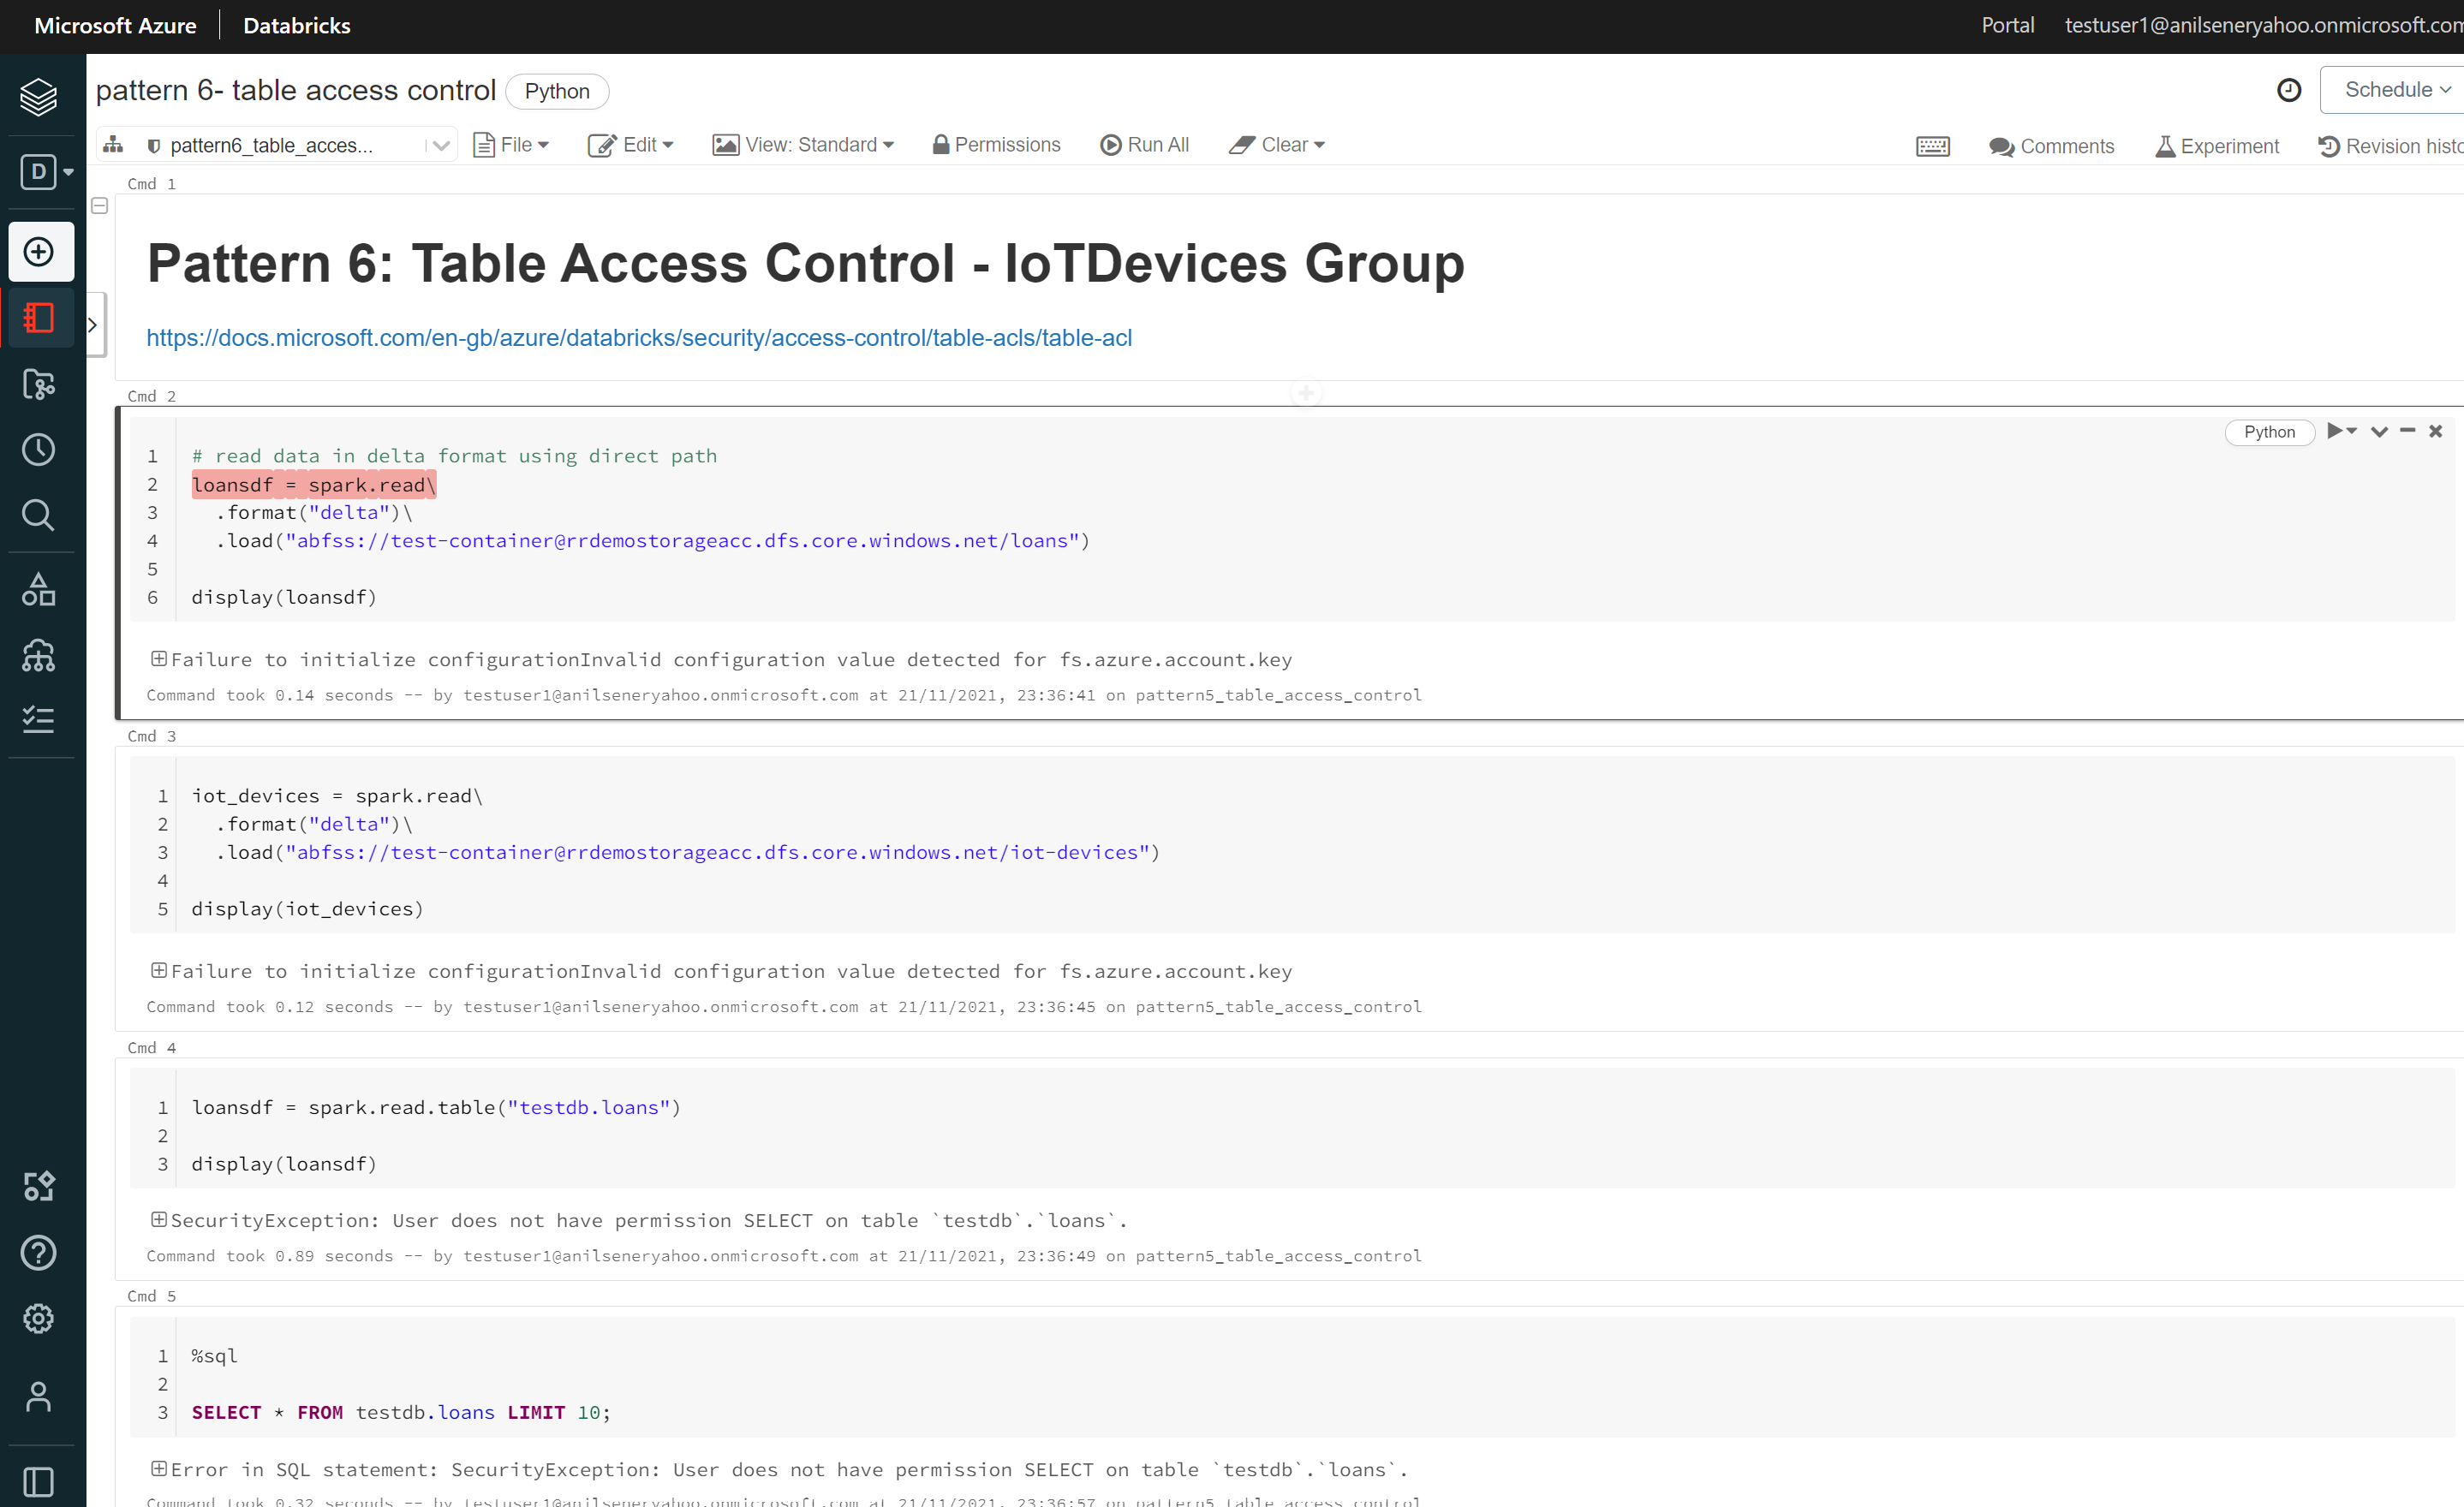 Microsoft Azure | Databricks Portal testuser1@anilseneryahoo.onmicrosoft.com
pattern 6- table access control Python Schedule
pattern6_table_acces... File Edit View: Standard Permissions Run All Clear Comments Experiment Revision histo
D
Cmd 1
Pattern 6: Table Access Control - IoTDevices Group
https://docs.microsoft.com/en-gb/azure/databricks/security/access-control/table-acls/table-acl
Cmd 2
Python
1 # read data in delta format using direct path
2 loansdf = spark.read\
3 .format("delta")\
4 .load("abfss://test-container@rrdemostorageacc.dfs.core.windows.net/loans")
5
6 display(loansdf)
Failure to initialize configurationInvalid configuration value detected for fs.azure.account.key
Command took 0.14 seconds -- by testuser1@anilseneryahoo.onmicrosoft.com at 21/11/2021, 23:36:41 on pattern5_table_access_control
Cmd 3
1 iot_devices = spark.read\
2 .format("delta")\
3 .load("abfss://test-container@rrdemostorageacc.dfs.core.windows.net/iot-devices")
4
5 display(iot_devices)
Failure to initialize configurationInvalid configuration value detected for fs.azure.account.key
Command took 0.12 seconds -- by testuser1@anilseneryahoo.onmicrosoft.com at 21/11/2021, 23:36:45 on pattern5_table_access_control
Cmd 4
1 loansdf = spark.read.table("testdb.loans")
2
3 display(loansdf)
SecurityException: User does not have permission SELECT on table `testdb`.`loans`.
Command took 0.89 seconds -- by testuser1@anilseneryahoo.onmicrosoft.com at 21/11/2021, 23:36:49 on pattern5_table_access_control
Cmd 5
1 %sql
2
3 SELECT * FROM testdb.loans LIMIT 10;
Error in SQL statement: SecurityException: User does not have permission SELECT on table `testdb`.`loans`.
Command took 0.32 seconds -- by testuser1@anilseneryahoo.onmicrosoft.com at 21/11/2021, 23:36:57 on pattern5_table_access_control